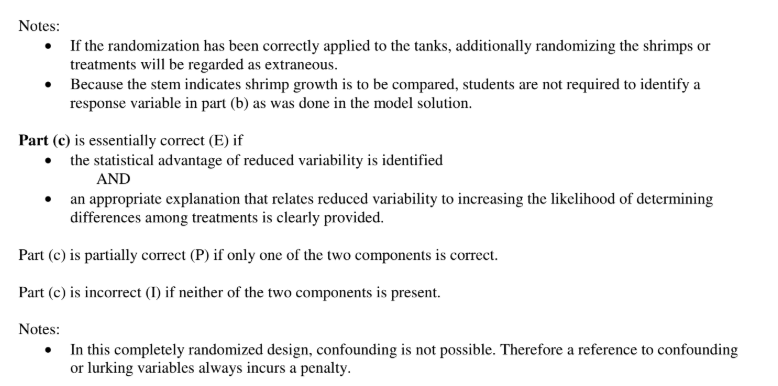 Notes:
• If the randomization has been correctly applied to the tanks, additionally randomizing the shrimps or
treatments will be regarded as extraneous.
• Because the stem indicates shrimp growth is to be compared, students are not required to identify a
response variable in part (b) as was done in the model solution.
Part (c) is essentially correct (E) if
• the statistical advantage of reduced variability is identified
AND
• an appropriate explanation that relates reduced variability to increasing the likelihood of determining
differences among treatments is clearly provided.
Part (c) is partially correct (P) if only one of the two components is correct.
Part (c) is incorrect (I) if neither of the two components is present.
Notes:
• In this completely randomized design, confounding is not possible. Therefore a reference to confounding
or lurking variables always incurs a penalty.